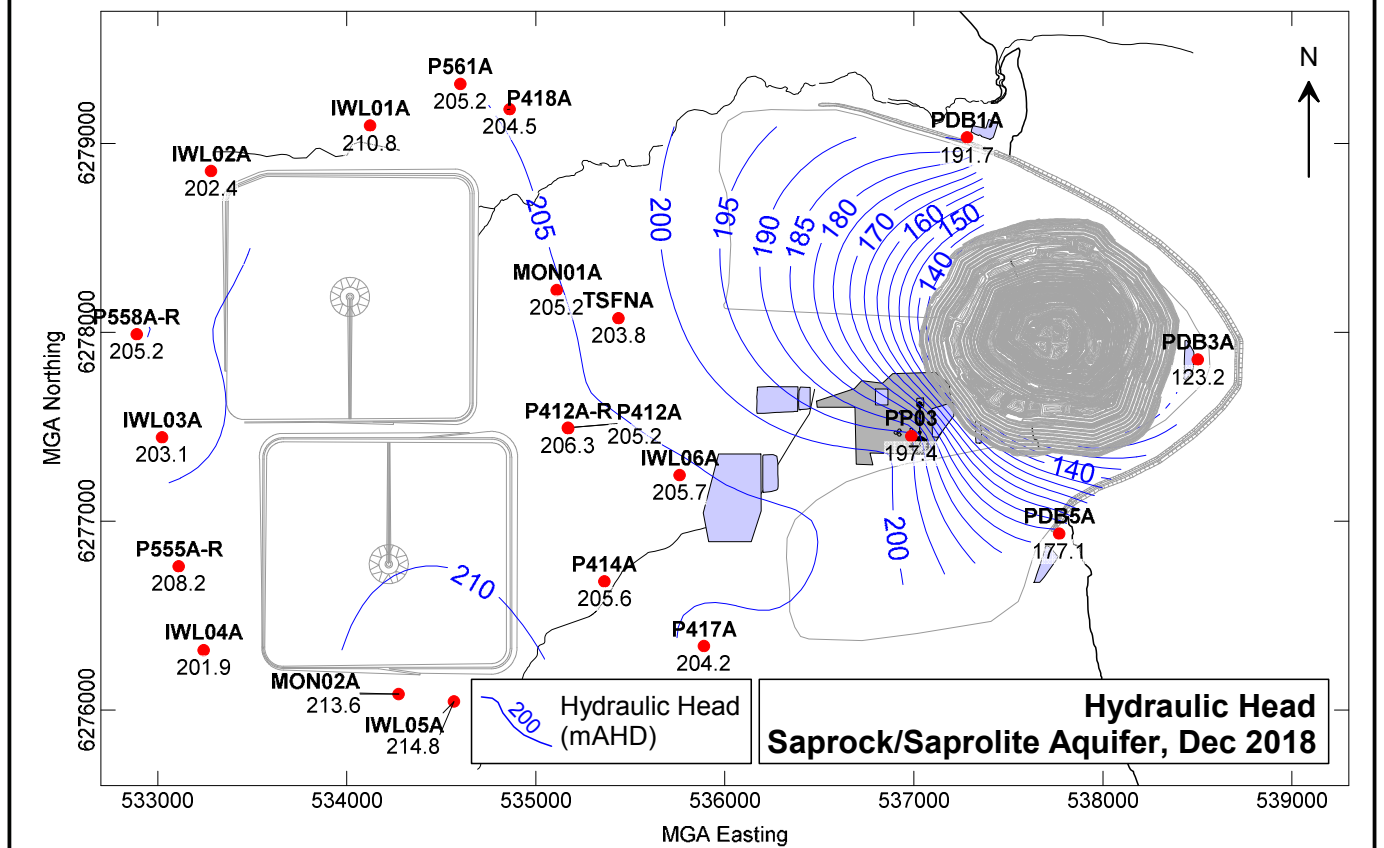 P561A
205.2
P418A
204.5
IWL01A
210.8
IWL02A
202.4
PDB1A
191.7
N
6279000
6278000
6277000
6276000
MGA Northing
205
200
195
190
185
180
170
160
150
140
MON01A
205.2
TSFNA
203.8
P558A-R
205.2
PDB3A
123.2
IWL03A
203.1
P412A-R
206.3
P412A
205.2
PP03
197.4
IWL06A
205.7
140
200
PDB5A
177.1
P555A-R
208.2
210
P414A
205.6
IWL04A
201.9
P417A
204.2
MON02A
213.6
IWL05A
214.8
200
Hydraulic Head
(mAHD)
Hydraulic Head
Saprock/Saprolite Aquifer, Dec 2018
533000
534000
535000
536000
537000
538000
539000
MGA Easting